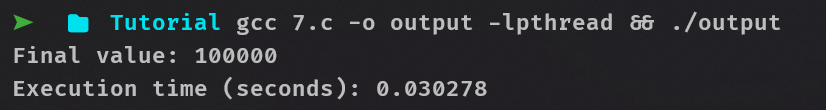 ➤ Tutorial gcc 7.c -o output -lpthread && ./output
Final value: 100000
Execution time (seconds): 0.030278